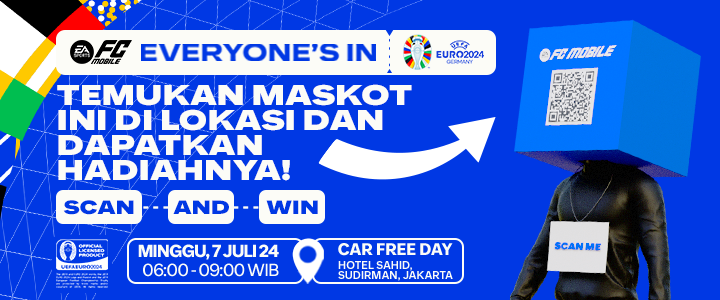 EA SPORTS FC MOBILE
EVERYONE'S IN
UEFA EURO2024 GERMANY
FC MOBILE
TEMUKAN MASKOT
INI DI LOKASI DAN
DAPATKAN
HADIAHNYA!
SCAN AND WIN
SCAN ME
OFFICIAL
LICENSED
PRODUCT
UEFA EURO2024
MINGGU, 7 JULI 24
06:00 - 09:00 WIB
CAR FREE DAY
HOTEL SAHID,
SUDIRMAN, JAKARTA